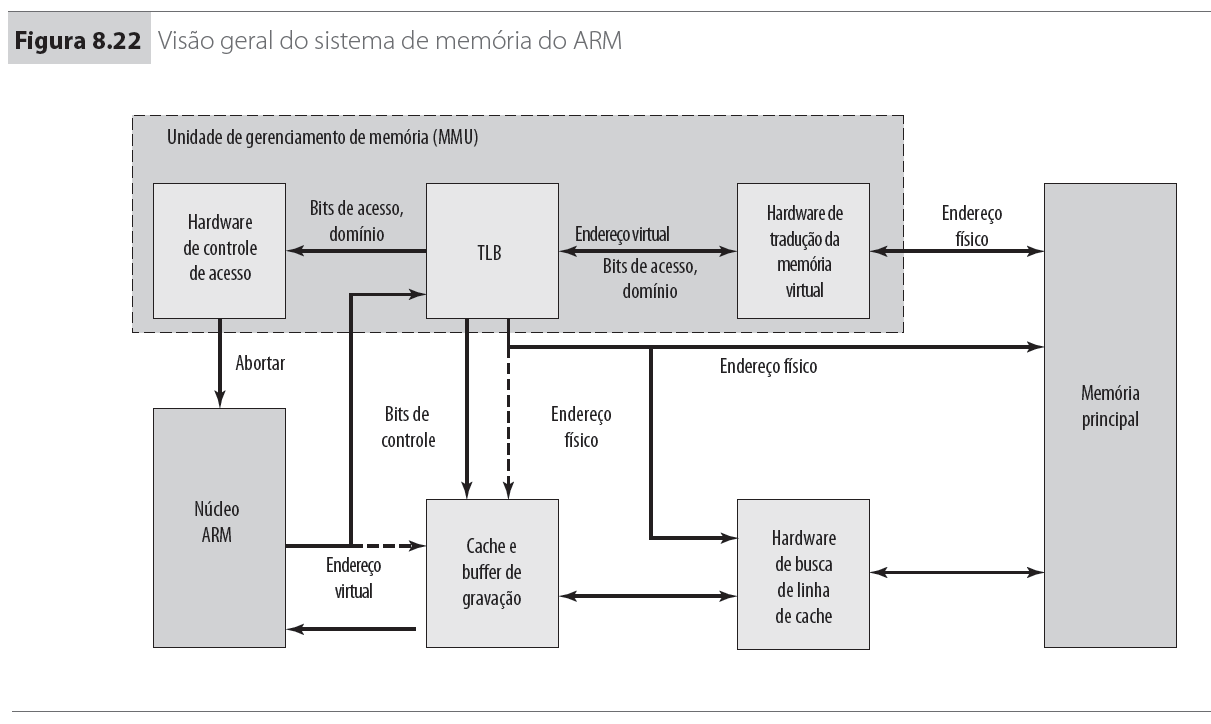 Figura 8.22 Visão geral do sistema de memória do ARM
Unidade de gerenciamento de memória (MMU)
Hardware
de controle
de acesso
Bits de acesso,
domínio
TLB
Endereço virtual
Bits de acesso,
domínio
Hardware de
tradução da
memória
virtual
Endereço
físico
Abortar
Bits de
controle
Endereço
físico
Endereço físico
Memória
principal
Núcleo
ARM
Endereço
virtual
Cache e
buffer de
gravação
Hardware
de busca
de linha
de cache